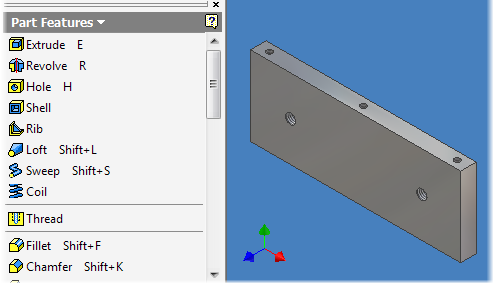 Part Features
Extrude E
Revolve R
Hole H
Shell
Rib
Loft Shift+L
Sweep Shift+S
Coil
Thread
Fillet Shift+F
Chamfer Shift+K